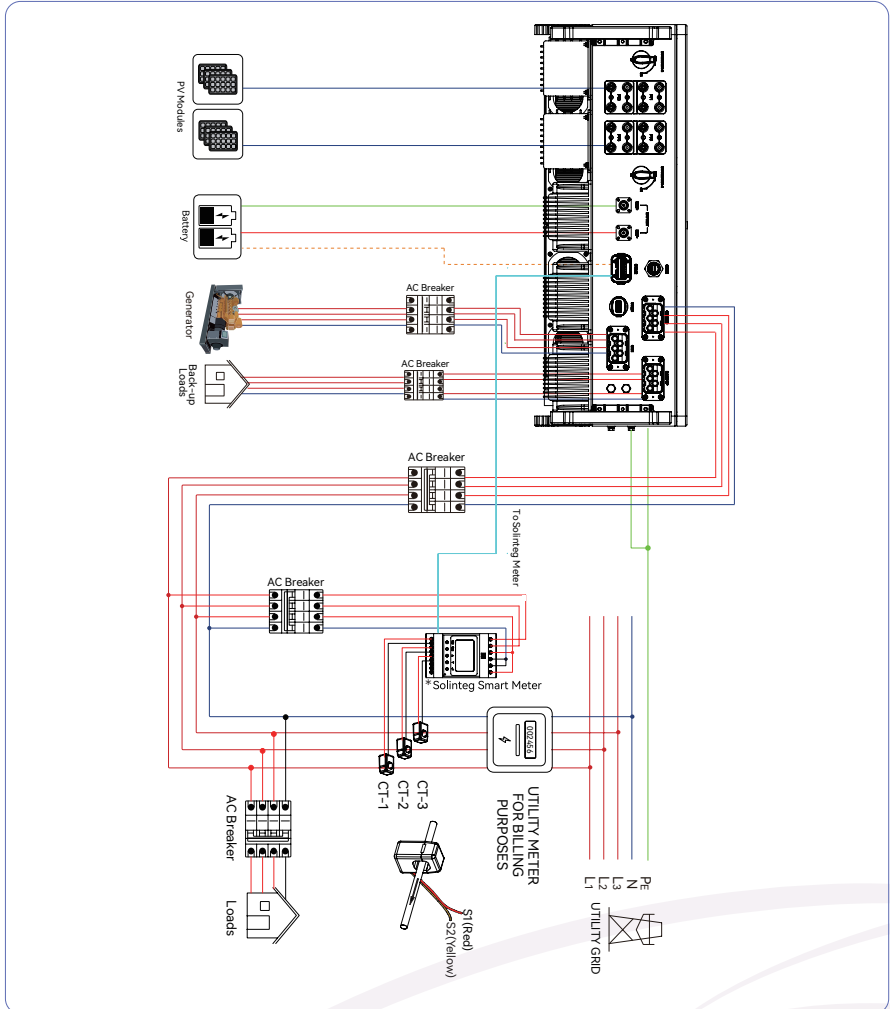 PV Modules
Battery
Generator
Back-up
Loads
AC Breaker
AC Breaker
AC Breaker
To Solinteg Meter
AC Breaker
*Solinteg Smart Meter
002456
CT-3
CT-2
CT-1
UTILITY METER
FOR BILLING
PURPOSES
AC Breaker
Loads
S1(Red)
S2(Yellow)
PE
N
L3
L2
L1
UTILITY GRID